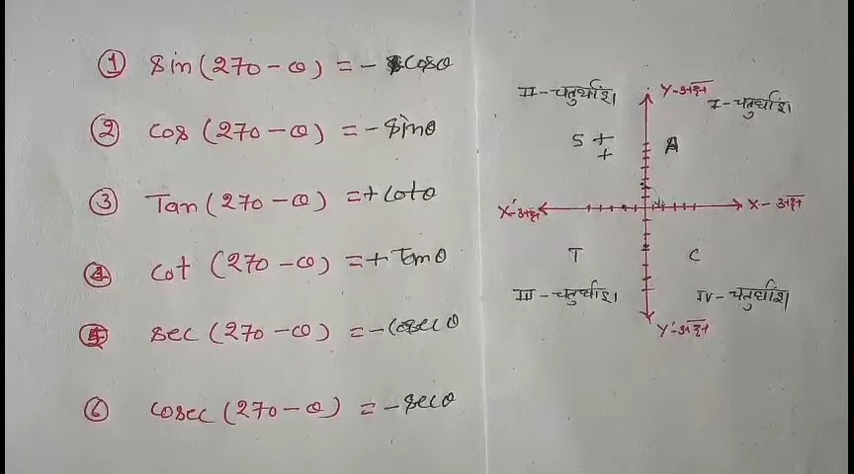 ① sin(270-θ) = - cosθ
② cos (270-θ) = -sinθ
③ Tan (270-θ) =+cotθ
④ cot (270-θ) =+Tanθ
⑤ sec (270-θ) =-cosecθ
⑥ cosec (270-θ) =-secθ
Y-अक्ष
II-चतुर्थांश
I-चतुर्थांश
S + +
A
X'-अक्ष
X-अक्ष
T
C
III-चतुर्थांश
IV-चतुर्थांश
Y'-अक्ष